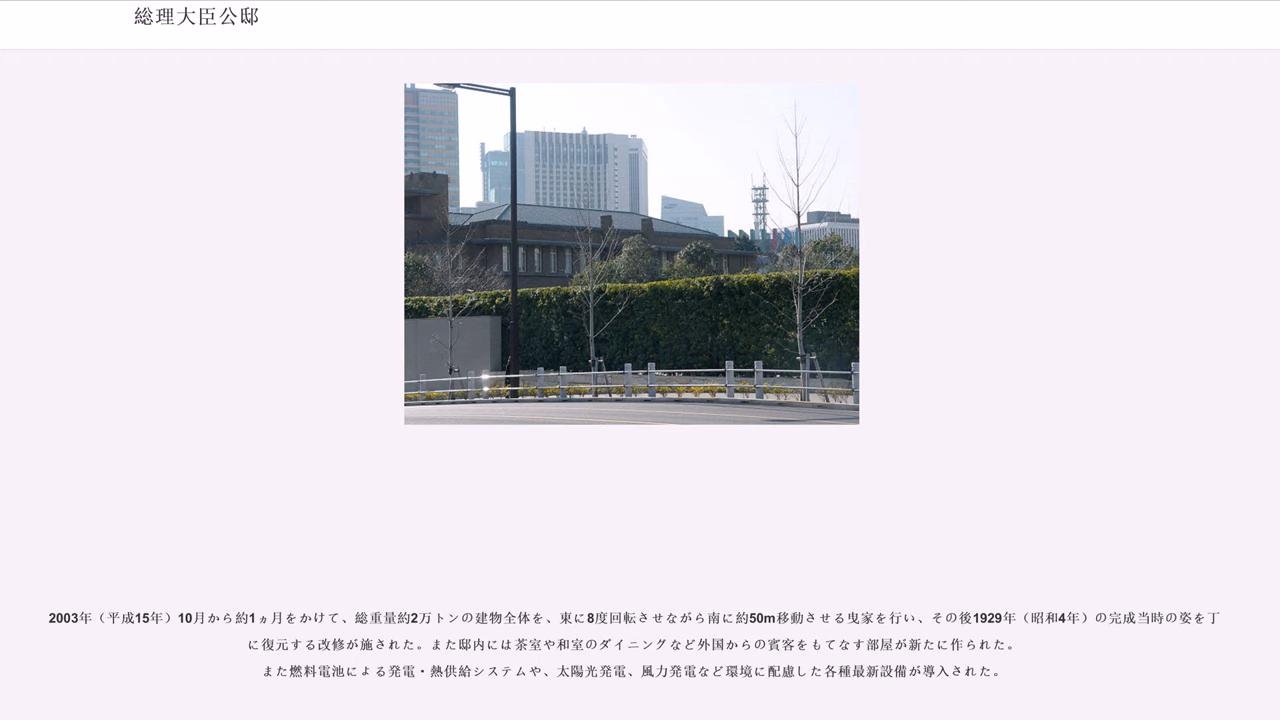 総理大臣公邸
2003年（平成15年）10月から約1ヵ月をかけて、総重量約2万トンの建物全体を、東に8度回転させながら南に約50m移動させる曳家を行い、その後1929年（昭和4年）の完成当時の姿を丁
に復元する改修が施された。また邸内には茶室や和室のダイニングなど外国からの賓客をもてなす部屋が新たに作られた。
また燃料電池による発電・熱供給システムや、太陽光発電、風力発電など環境に配慮した各種最新設備が導入された。